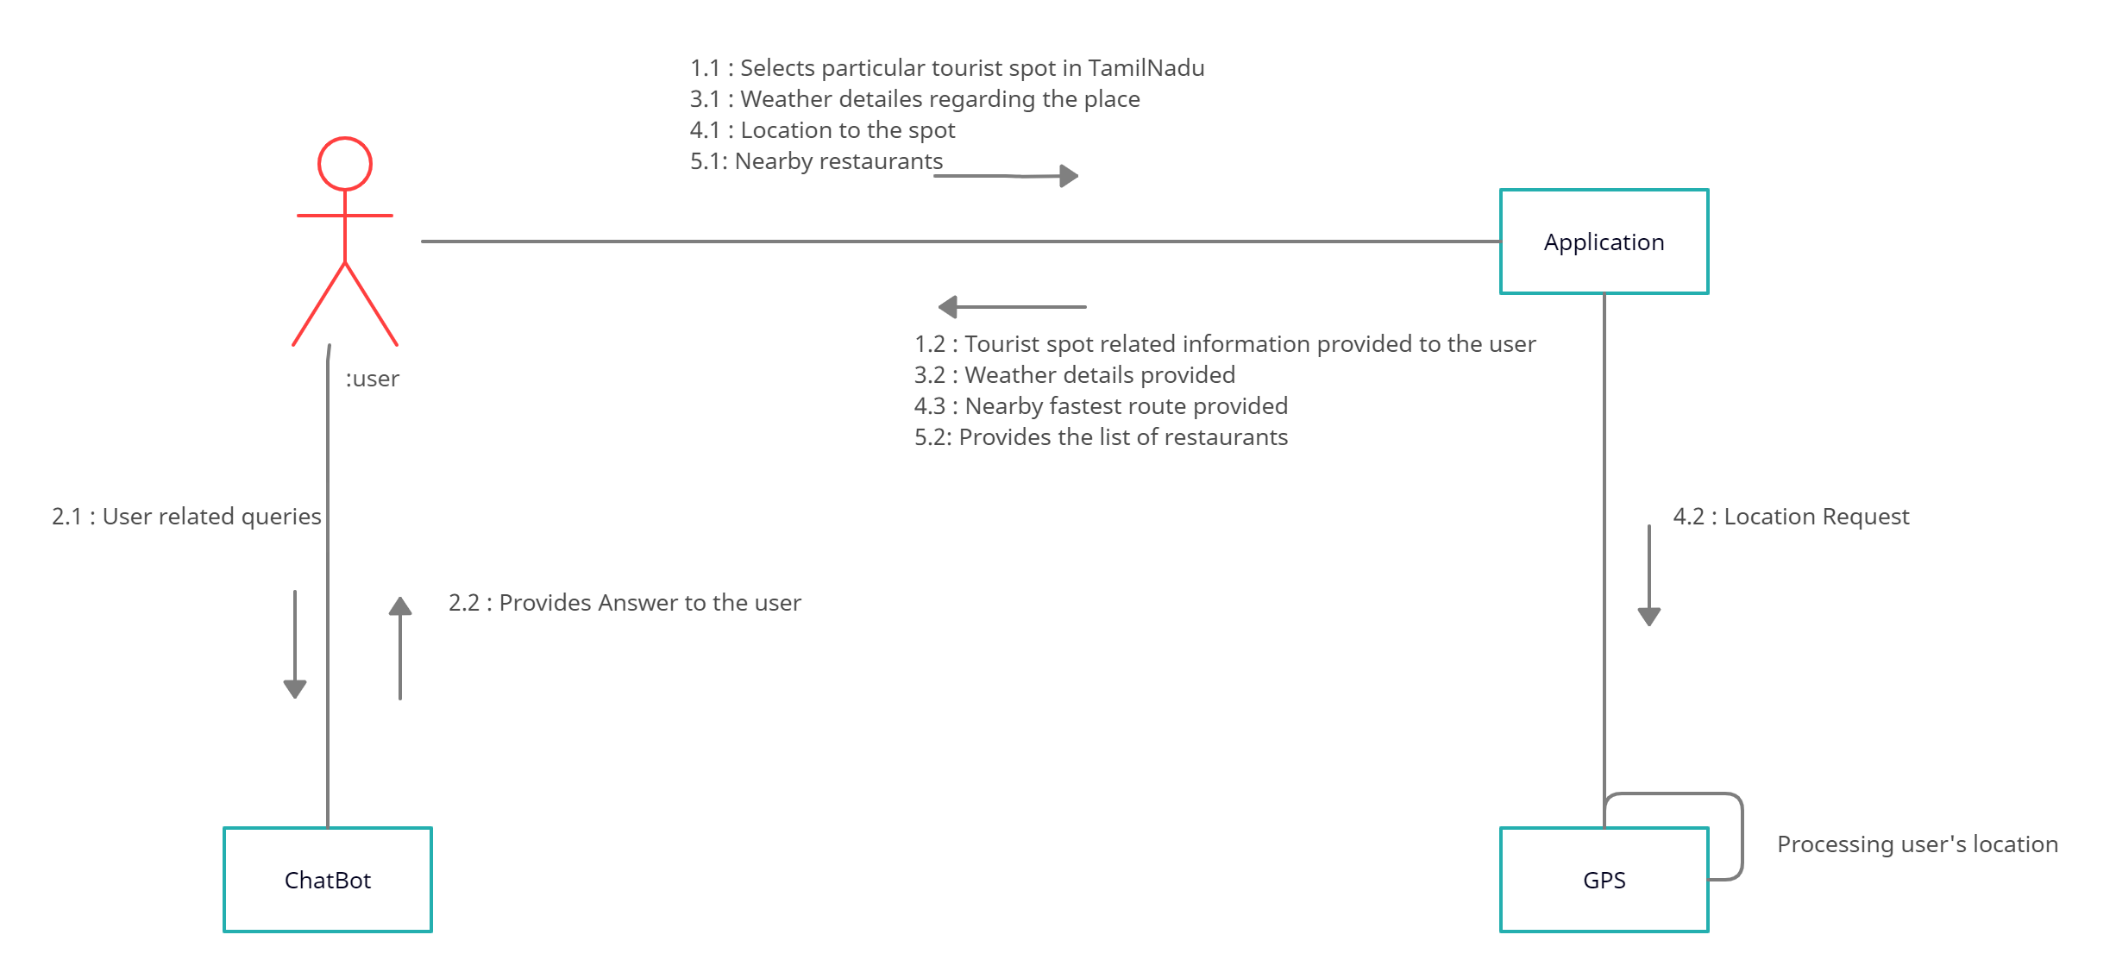 1.1 : Selects particular tourist spot in TamilNadu
3.1 : Weather detailes regarding the place
4.1 : Location to the spot
5.1: Nearby restaurants
Application
1.2 : Tourist spot related information provided to the user
3.2 : Weather details provided
4.3 : Nearby fastest route provided
5.2: Provides the list of restaurants
:user
2.1 : User related queries
4.2 : Location Request
2.2 : Provides Answer to the user
Processing user's location
ChatBot
GPS